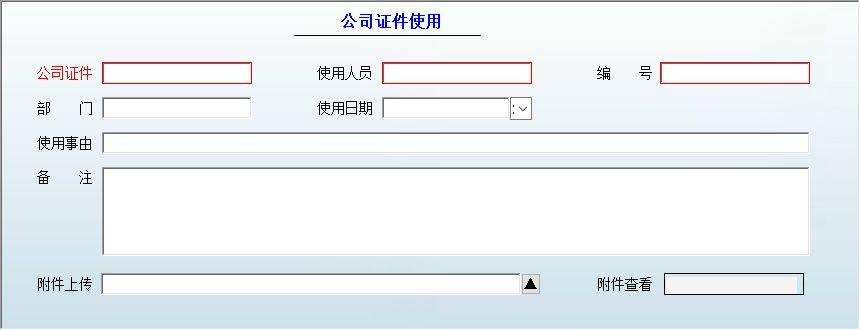 公司证件使用
公司证件 使用人员 编 号
部 门 使用日期
使用事由
备 注
附件上传 附件查看